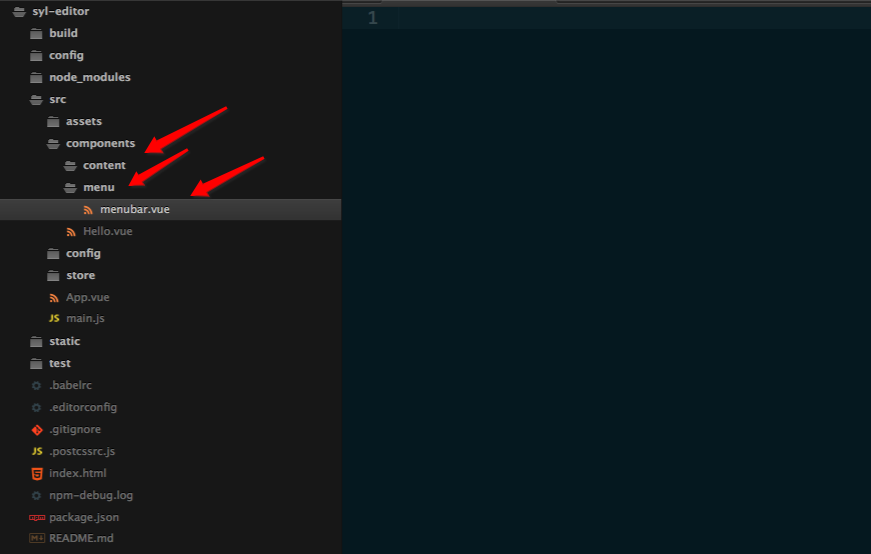 syl-editor
1
build
config
node_modules
src
assets
components
content
menu
menubar.vue
Hello.vue
config
store
App.vue
JS main.js
static
test
.babelrc
.editorconfig
.gitignore
JS .postcssrc.js
5 index.html
npm-debug.log
npm package.json
M README.md